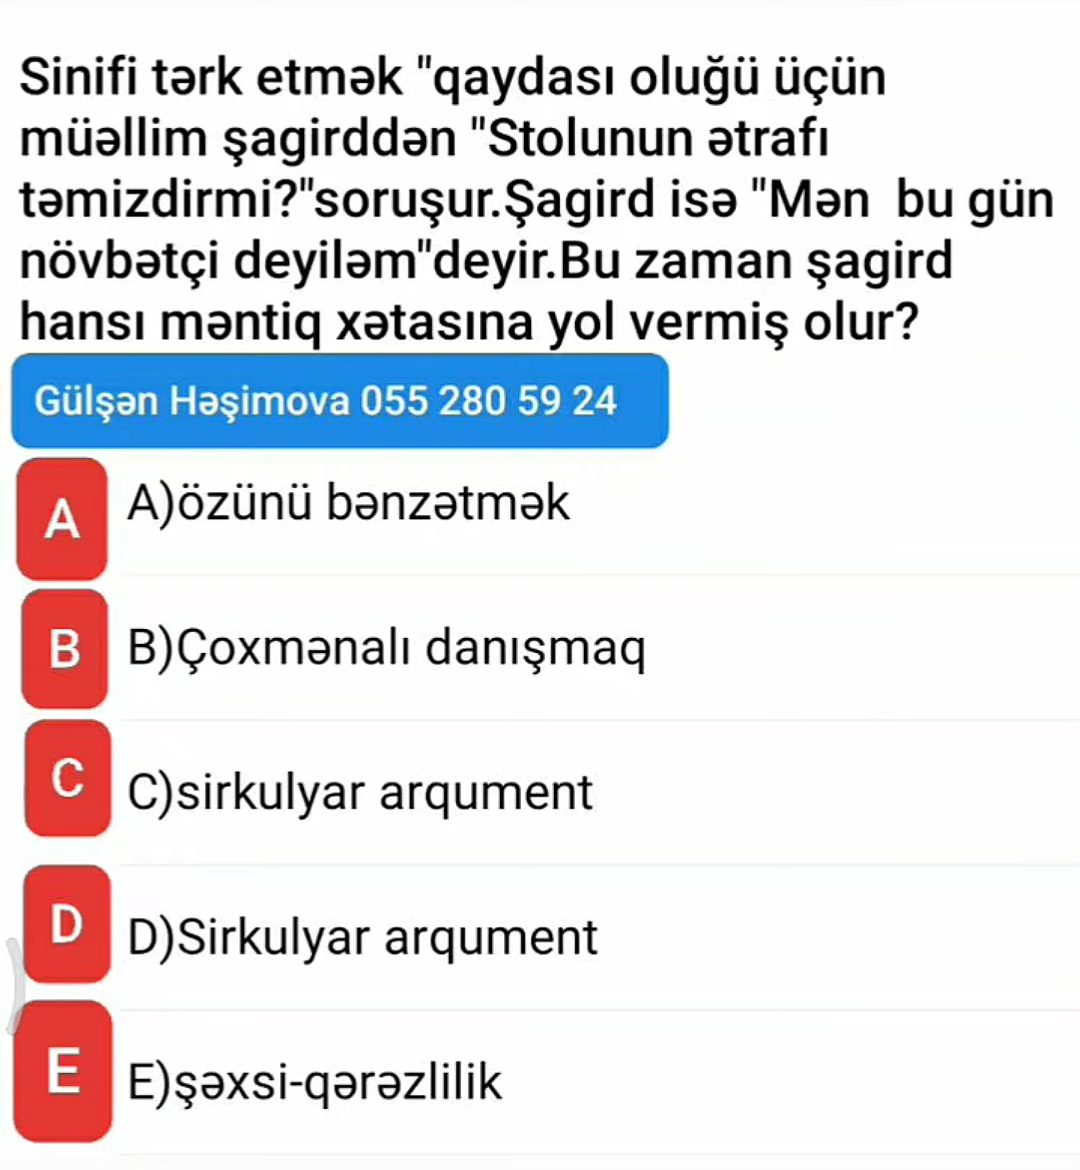 Sinifi tərk etmək "qaydası oluğü üçün
müəllim şagirddən "Stolunun ətrafı
təmizdirmi?"soruşur.Şagird isə "Mən  bu gün
növbətçi deyiləm"deyir.Bu zaman şagird
hansı məntiq xətasına yol vermiş olur?
Gülşən Həşimova 055 280 59 24
A A)özünü bənzətmək
B B)Çoxmənalı danışmaq
C C)sirkulyar arqument
D D)Sirkulyar arqument
E E)şəxsi-qərəzlilik